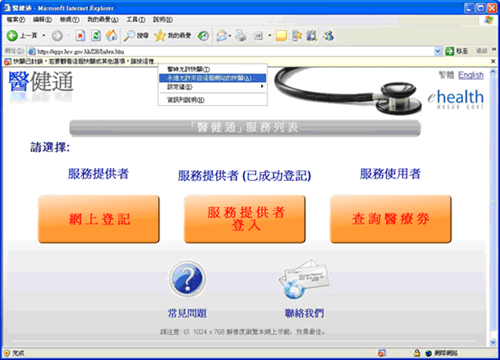 醫健通 - Microsoft Internet Explorer
檔案(F) 編輯(E) 檢視(V) 我的最愛(A) 工具(T) 說明(H)
上一頁 搜尋 我的最愛
網址(D) https://apps.hcv.gov.hk/HR/index.htm 移至 連結
快顯已封鎖。若要觀看這個快顯或其他選項，請按這裡...
暫時允許快顯(T)
永遠允許來自這個網站的快顯(A)...
設定值(E)
資訊列說明(H)
醫健通
繁體 English
ehealth
HKSAR GOVT
「醫健通」服務列表
請選擇:
服務提供者 服務提供者 (已成功登記) 服務使用者
網上登記 服務提供者登入 查詢醫療券
常見問題 聯絡我們
請注意: 以 1024 x 768 解像度瀏覽本網上示範，效果最佳。
完成 網際網路